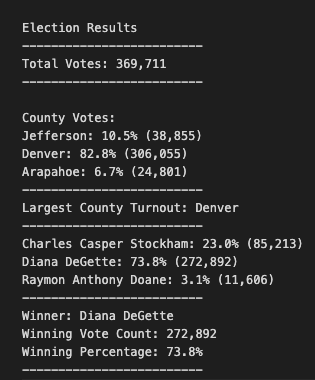 Election Results
-------------------------
Total Votes: 369,711
-------------------------
County Votes:
Jefferson: 10.5% (38,855)
Denver: 82.8% (306,055)
Arapahoe: 6.7% (24,801)
-------------------------
Largest County Turnout: Denver
-------------------------
Charles Casper Stockham: 23.0% (85,213)
Diana DeGette: 73.8% (272,892)
Raymon Anthony Doane: 3.1% (11,606)
-------------------------
Winner: Diana DeGette
Winning Vote Count: 272,892
Winning Percentage: 73.8%
-------------------------